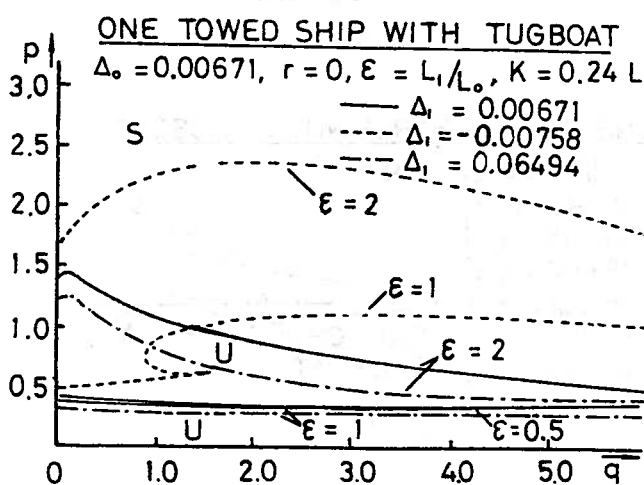 ONE TOWED SHIP WITH TUGBOAT
Δ₀ = 0.00671, r = 0, ε = L₁/L₀, K = 0.24 L
p
Δ₁ = 0.00671
Δ₁ = -0.00758
Δ₁ = 0.06494
3.0
S
2.5
ε = 2
2.0
1.5
ε = 1
1.0
U
ε = 2
0.5
U
ε = 1
ε = 0.5
0
1.0
2.0
3.0
4.0
5.0
q